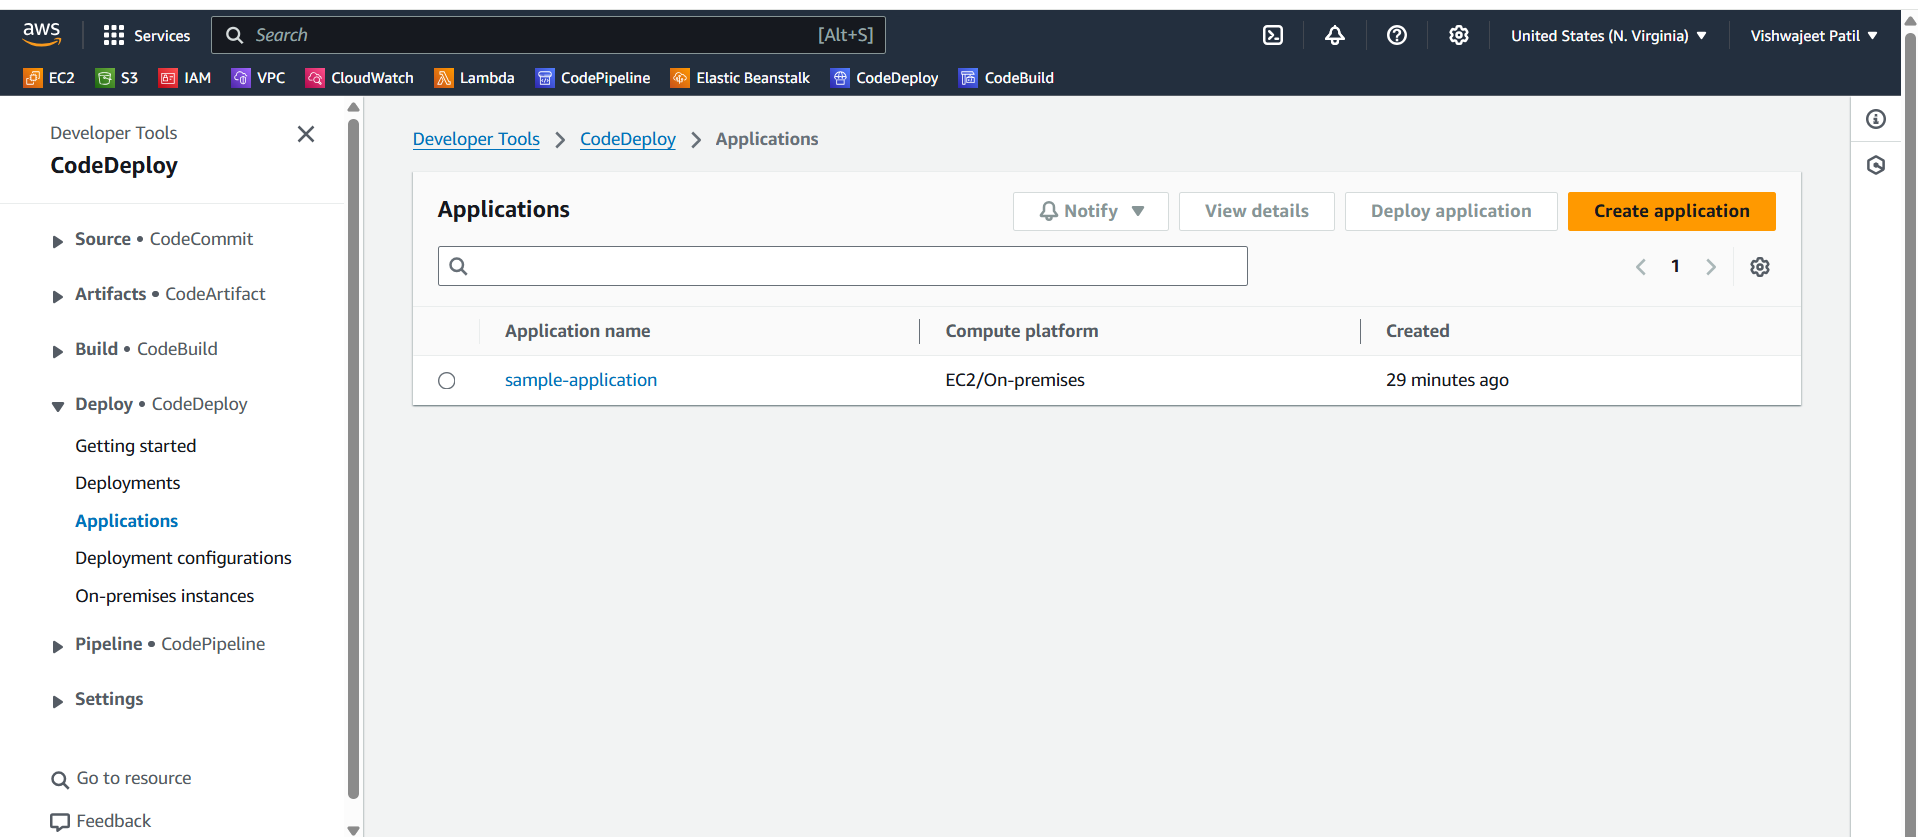 aws
Services
Search [Alt+S]
United States (N. Virginia)
Vishwajeet Patil
EC2 S3 IAM VPC CloudWatch Lambda CodePipeline Elastic Beanstalk CodeDeploy CodeBuild
Developer Tools
CodeDeploy
Source • CodeCommit
Artifacts • CodeArtifact
Build • CodeBuild
Deploy • CodeDeploy
Getting started
Deployments
Applications
Deployment configurations
On-premises instances
Pipeline • CodePipeline
Settings
Go to resource
Feedback
Developer Tools > CodeDeploy > Applications
Applications
Notify
View details
Deploy application
Create application
1
Application name Compute platform Created
sample-application EC2/On-premises 29 minutes ago